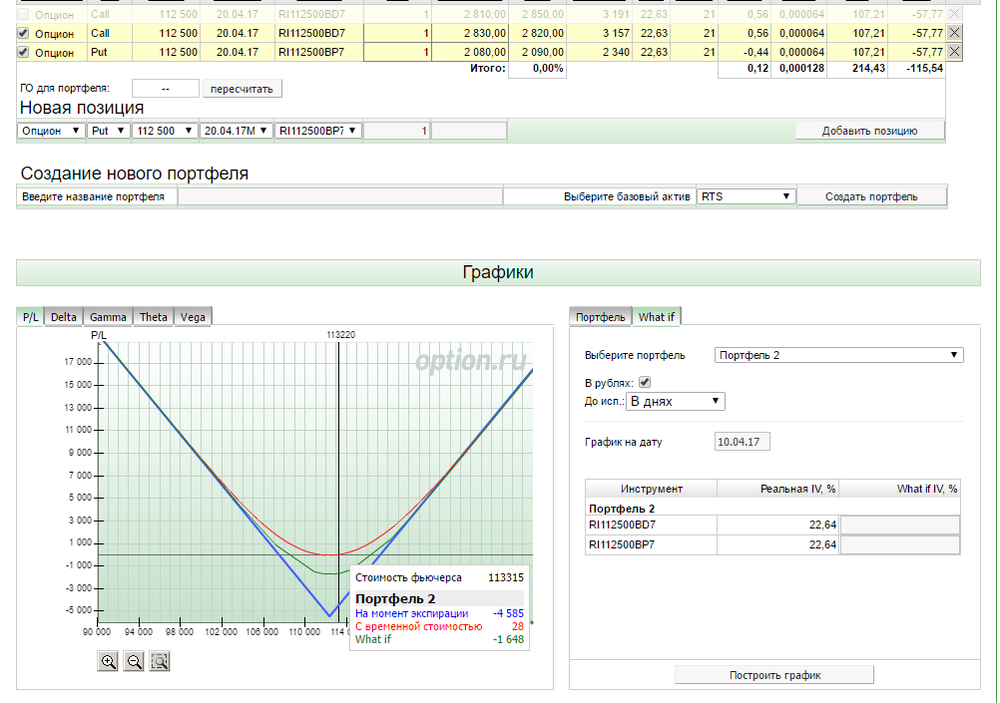 Опцион Call 112 500 20.04.17 RI112500BD7 1 2 810,00 2 850,00 3 191 22,63 21 0,56 0,000064 107,21 -57,77
Опцион Call 112 500 20.04.17 RI112500BD7 1 2 830,00 2 820,00 3 157 22,63 21 0,56 0,000064 107,21 -57,77
Опцион Put 112 500 20.04.17 RI112500BP7 1 2 080,00 2 090,00 2 340 22,63 21 -0,44 0,000064 107,21 -57,77
Итого: 0,00% 0,12 0,000128 214,43 -115,54
ГО для портфеля: -- пересчитать
Новая позиция
Опцион Put 112 500 20.04.17M RI112500BP7 1 Добавить позицию
Создание нового портфеля
Введите название портфеля Выберите базовый актив RTS Создать портфель
Графики
P/L Delta Gamma Theta Vega
P/L 113220
option.ru
17 000
15 000
13 000
11 000
9 000
7 000
5 000
3 000
1 000
-1 000
-3 000
-5 000
90 000 94 000 98 000 102 000 106 000 110 000 114 0
Стоимость фьючерса 113315
Портфель 2
На момент экспирации -4 585
С временной стоимостью 28
What if -1 648
Портфель What if
Выберите портфель Портфель 2
В рублях:
До исп.: В днях
График на дату 10.04.17
Инструмент Реальная IV, % What if IV, %
Портфель 2
RI112500BD7 22,64
RI112500BP7 22,64
Построить график